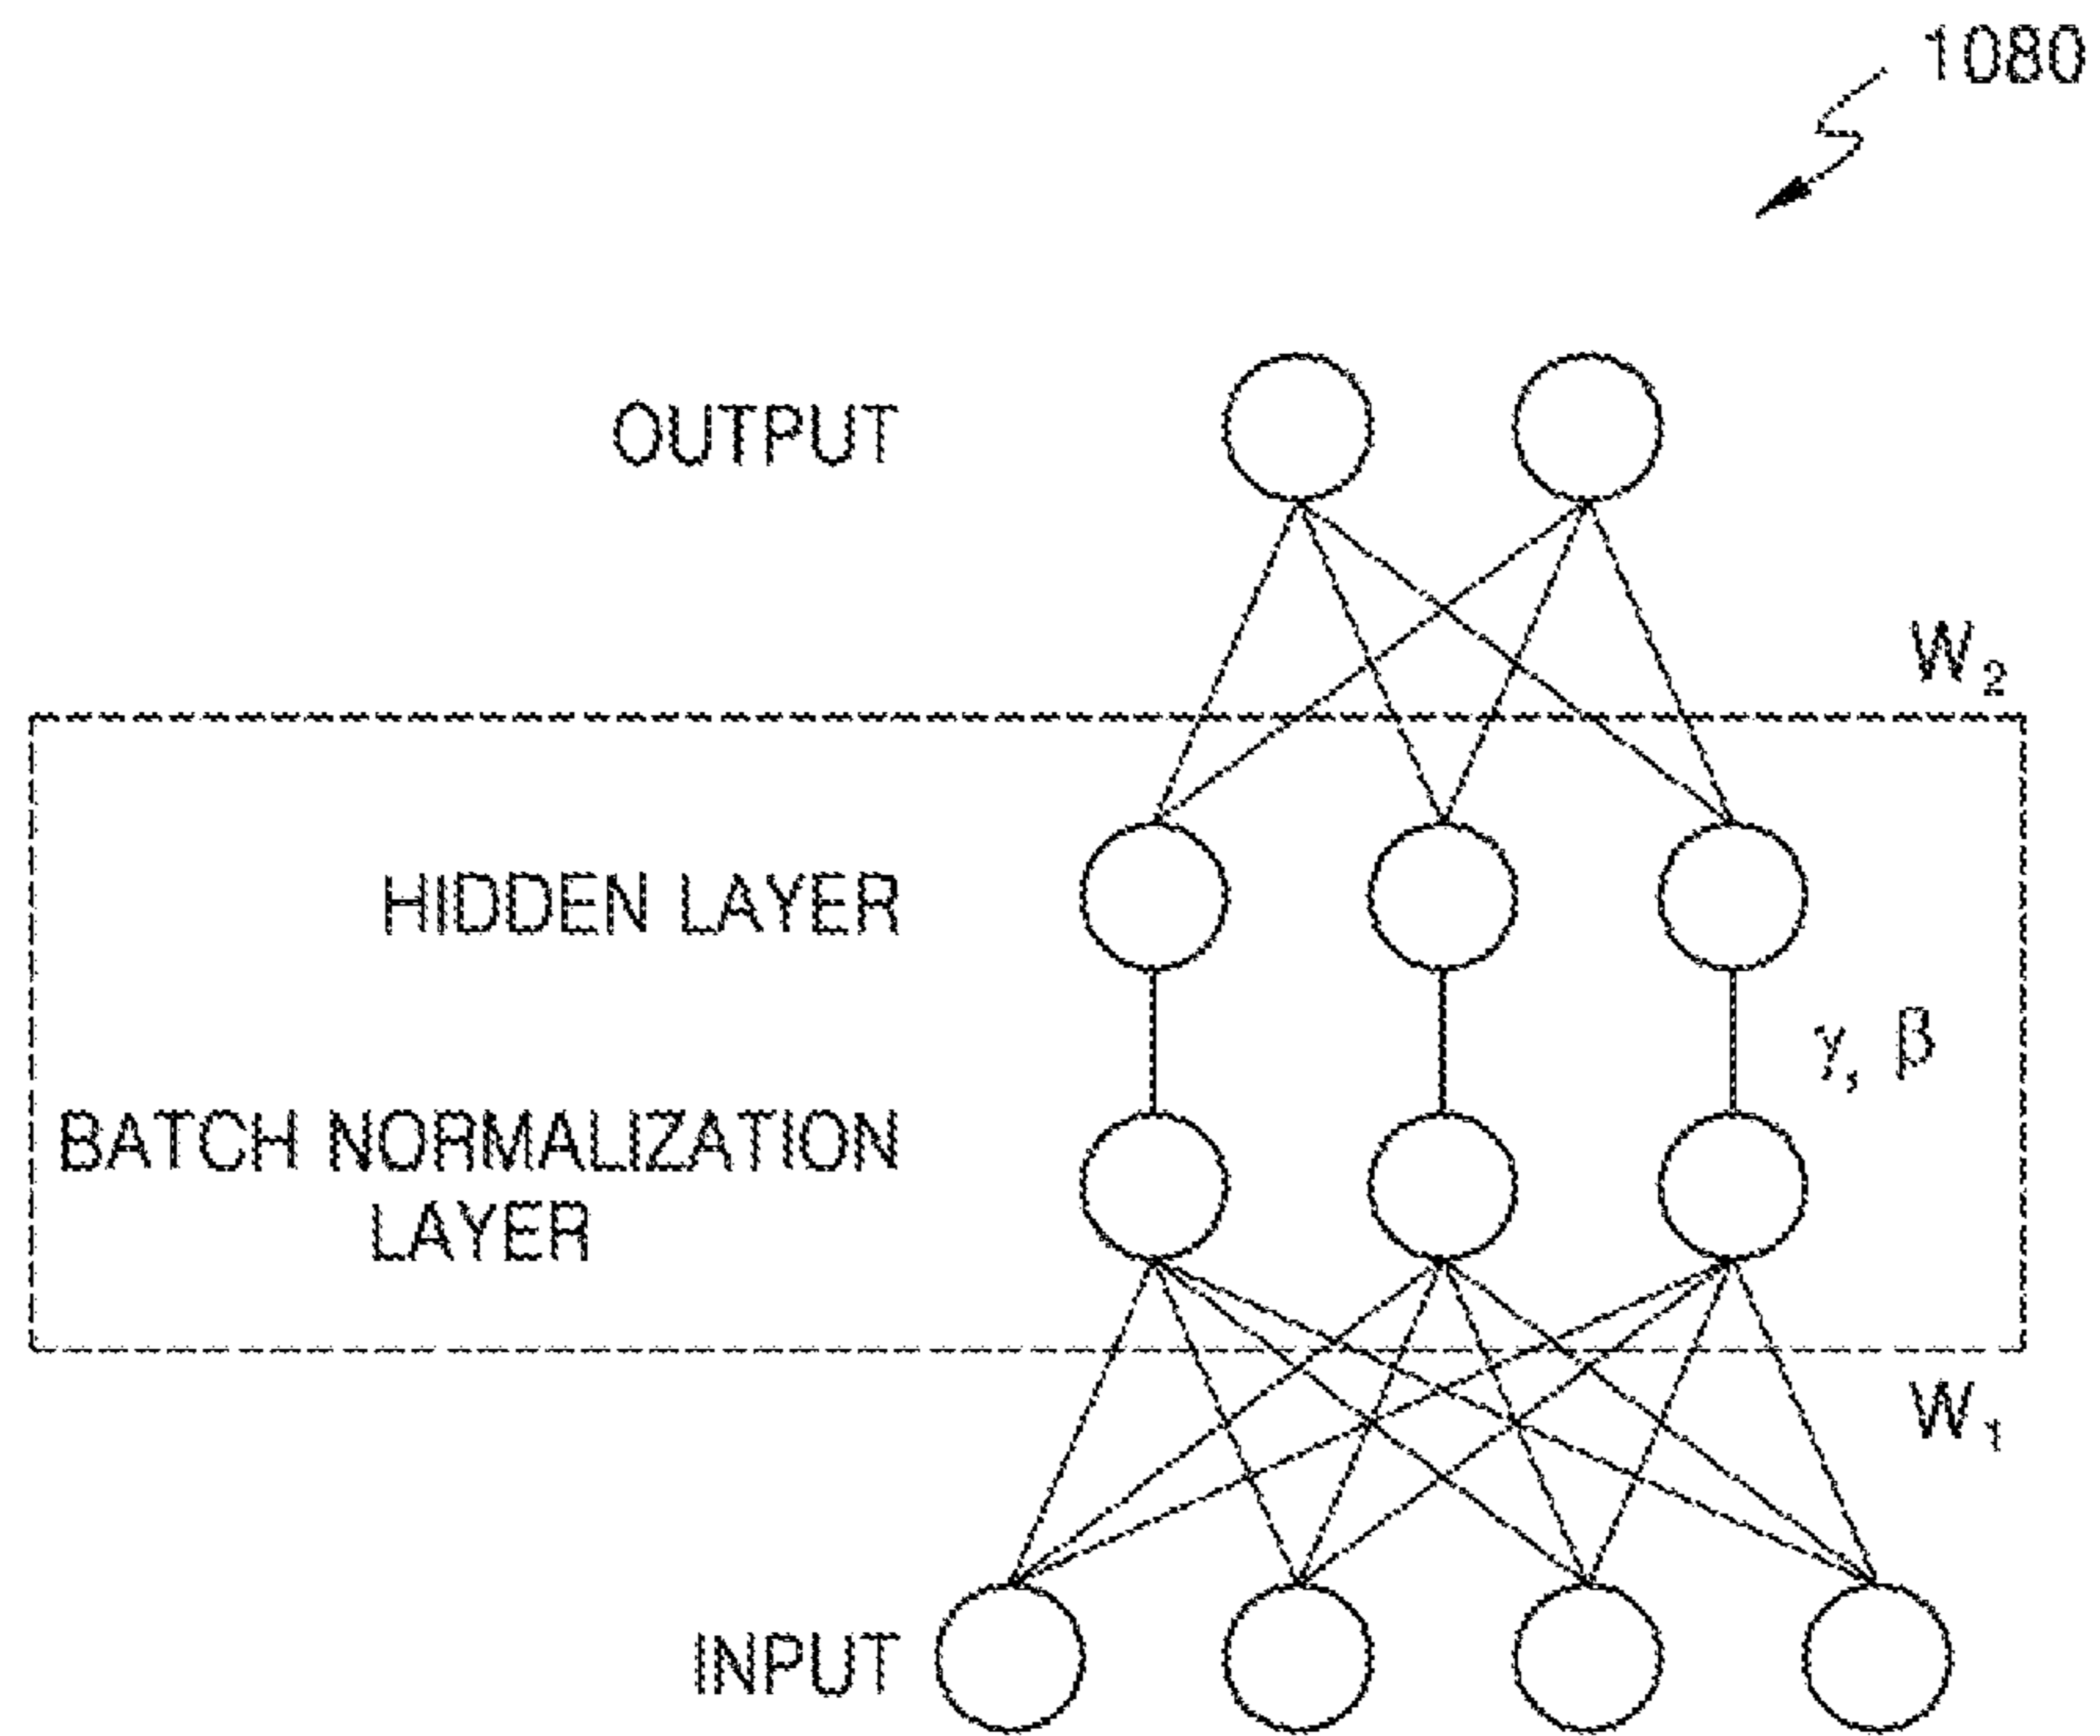 1080
OUTPUT
W₂
HIDDEN LAYER
γ, β
BATCH NORMALIZATION
LAYER
W₁
INPUT